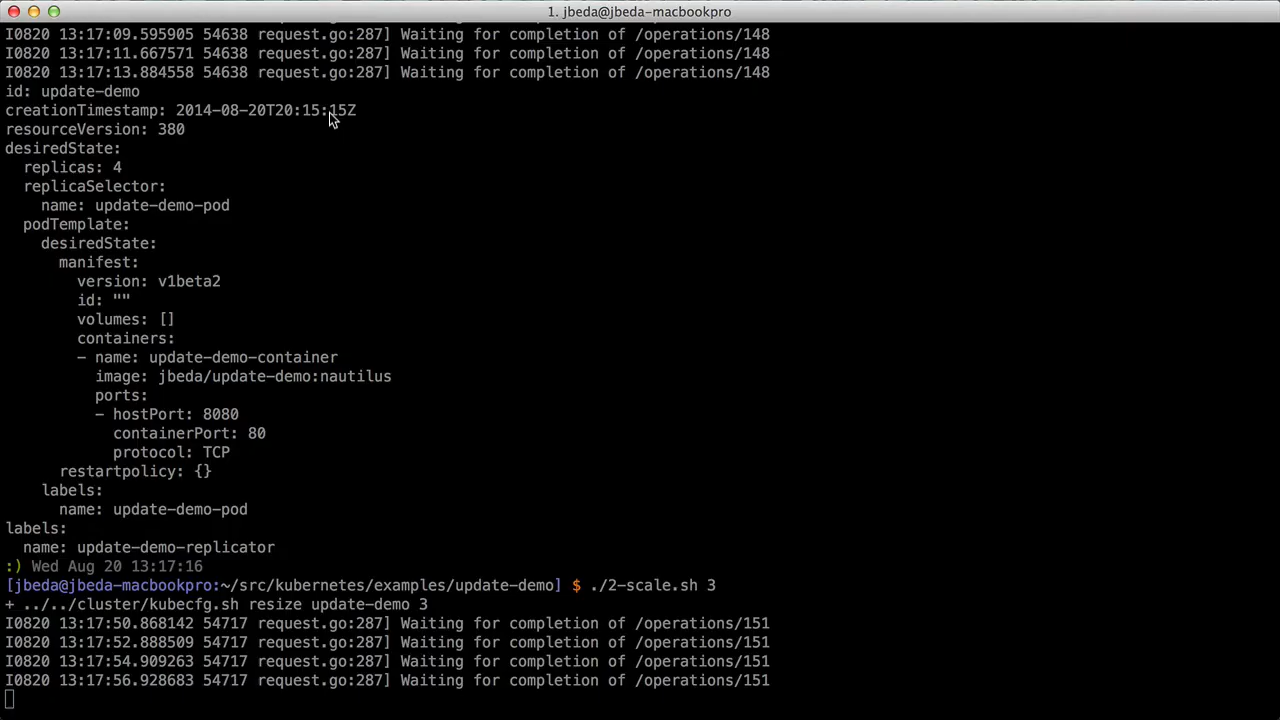 1. jbeda@jbeda-macbookpro
I0820 13:17:09.595905 54638 request.go:287] Waiting for completion of /operations/148
I0820 13:17:11.667571 54638 request.go:287] Waiting for completion of /operations/148
I0820 13:17:13.884558 54638 request.go:287] Waiting for completion of /operations/148
id: update-demo
creationTimestamp: 2014-08-20T20:15:15Z
resourceVersion: 380
desiredState:
  replicas: 4
  replicaSelector:
    name: update-demo-pod
  podTemplate:
    desiredState:
      manifest:
        version: v1beta2
        id: ""
        volumes: []
        containers:
        - name: update-demo-container
          image: jbeda/update-demo:nautilus
          ports:
          - hostPort: 8080
            containerPort: 80
            protocol: TCP
      restartpolicy: {}
    labels:
      name: update-demo-pod
labels:
  name: update-demo-replicator
:) Wed Aug 20 13:17:16
[jbeda@jbeda-macbookpro:~/src/kubernetes/examples/update-demo] $ ./2-scale.sh 3
+ ../../cluster/kubecfg.sh resize update-demo 3
I0820 13:17:50.868142 54717 request.go:287] Waiting for completion of /operations/151
I0820 13:17:52.888509 54717 request.go:287] Waiting for completion of /operations/151
I0820 13:17:54.909263 54717 request.go:287] Waiting for completion of /operations/151
I0820 13:17:56.928683 54717 request.go:287] Waiting for completion of /operations/151